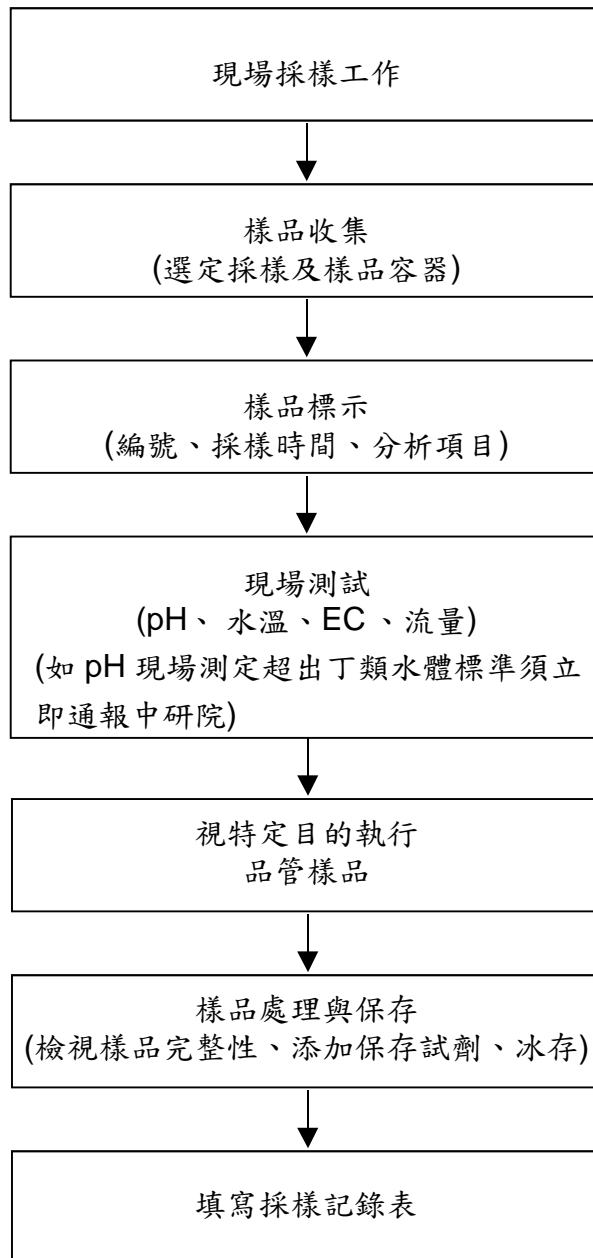 現場採樣工作
樣品收集
(選定採樣及樣品容器)
樣品標示
(編號、採樣時間、分析項目)
現場測試
(pH、 水溫、EC 、流量)
(如 pH 現場測定超出丁類水體標準須立
即通報中研院)
視特定目的執行
品管樣品
樣品處理與保存
(檢視樣品完整性、添加保存試劑、冰存)
填寫採樣記錄表